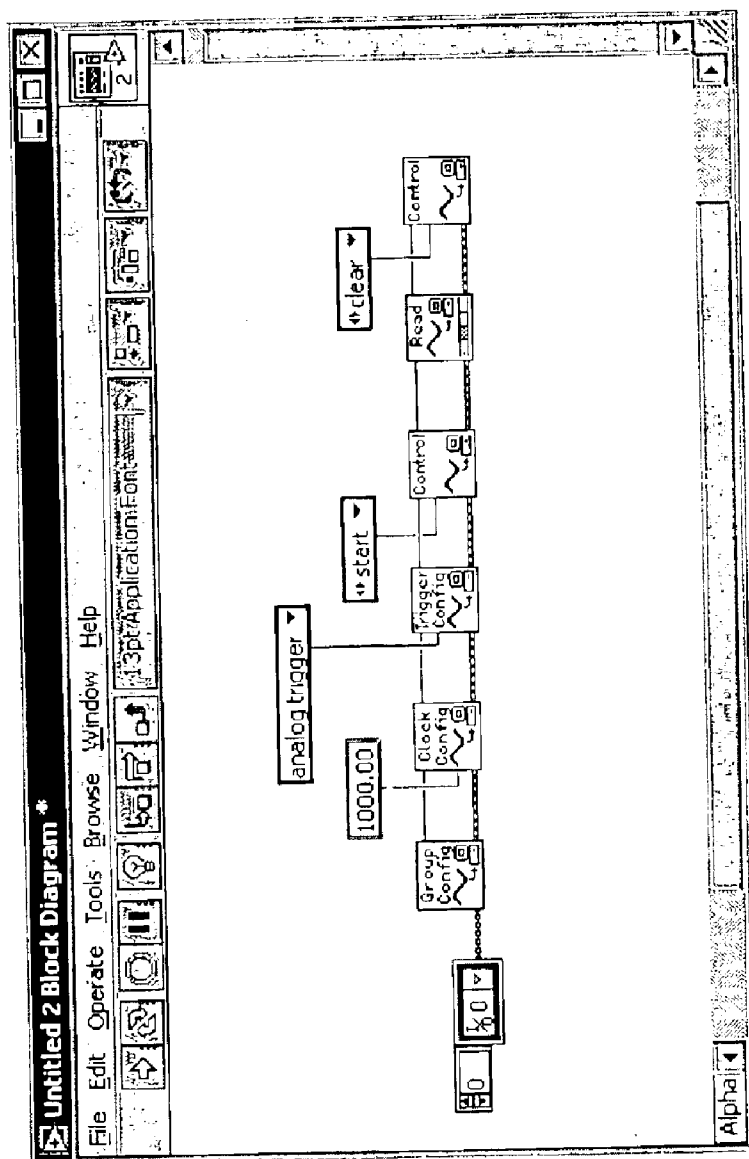 Untitled 2 Block Diagram *
File Edit Operate Tools Browse Window Help
13pt Application Font
2
analog trigger
start
clear
1000.00
Group Config
Clock Config
Trigger Config
Control
Read
Control
0
I/O
Alpha